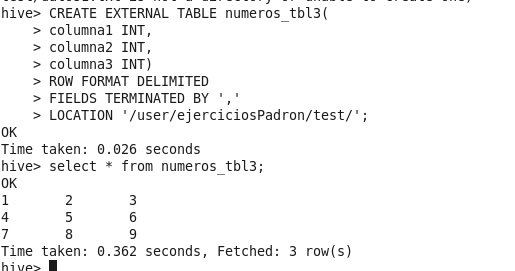 hive> CREATE EXTERNAL TABLE numeros_tbl3(
    > columna1 INT,
    > columna2 INT,
    > columna3 INT)
    > ROW FORMAT DELIMITED
    > FIELDS TERMINATED BY ','
    > LOCATION '/user/ejerciciosPadron/test/';
OK
Time taken: 0.026 seconds
hive> select * from numeros_tbl3;
OK
1       2       3
4       5       6
7       8       9
Time taken: 0.362 seconds, Fetched: 3 row(s)
hive>